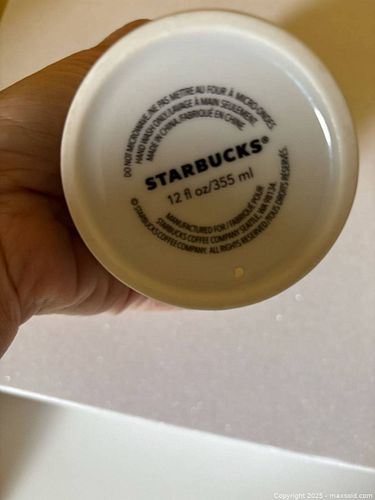 DO NOT MICROWAVE./NE PAS METTRE AU FOUR À MICRO-ONDES.
HAND WASH ONLY./LAVAGE À MAIN SEULEMENT.
MADE IN CHINA./FABRIQUÉ EN CHINE.
STARBUCKS®
12 fl oz/355 ml
MANUFACTURED FOR / FABRIQUÉ POUR
STARBUCKS COFFEE COMPANY SEATTLE, WA 98134.
© STARBUCKS COFFEE COMPANY. ALL RIGHTS RESERVED./TOUS DROITS RÉSERVÉS.
Copyright 2025 - maxsold.com